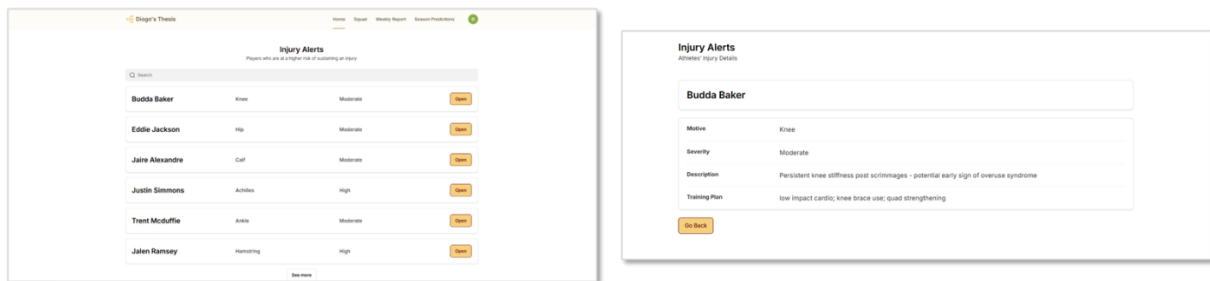 Diogo's Thesis Home Squad Weekly Report Season Predictions
Injury Alerts
Players who are at a higher risk of sustaining an injury
Search
Budda Baker Knee Moderate Open
Eddie Jackson Hip Moderate Open
Jaire Alexandre Calf Moderate Open
Justin Simmons Achilles High Open
Trent Mcduffie Ankle Moderate Open
Jalen Ramsey Hamstring High Open
See more
Injury Alerts
Athletes' Injury Details
Budda Baker
Motive Knee
Severity Moderate
Description Persistent knee stiffness post scrimmages - potential early sign of overuse syndrome
Training Plan low impact cardio; knee brace use; quad strengthening
Go Back